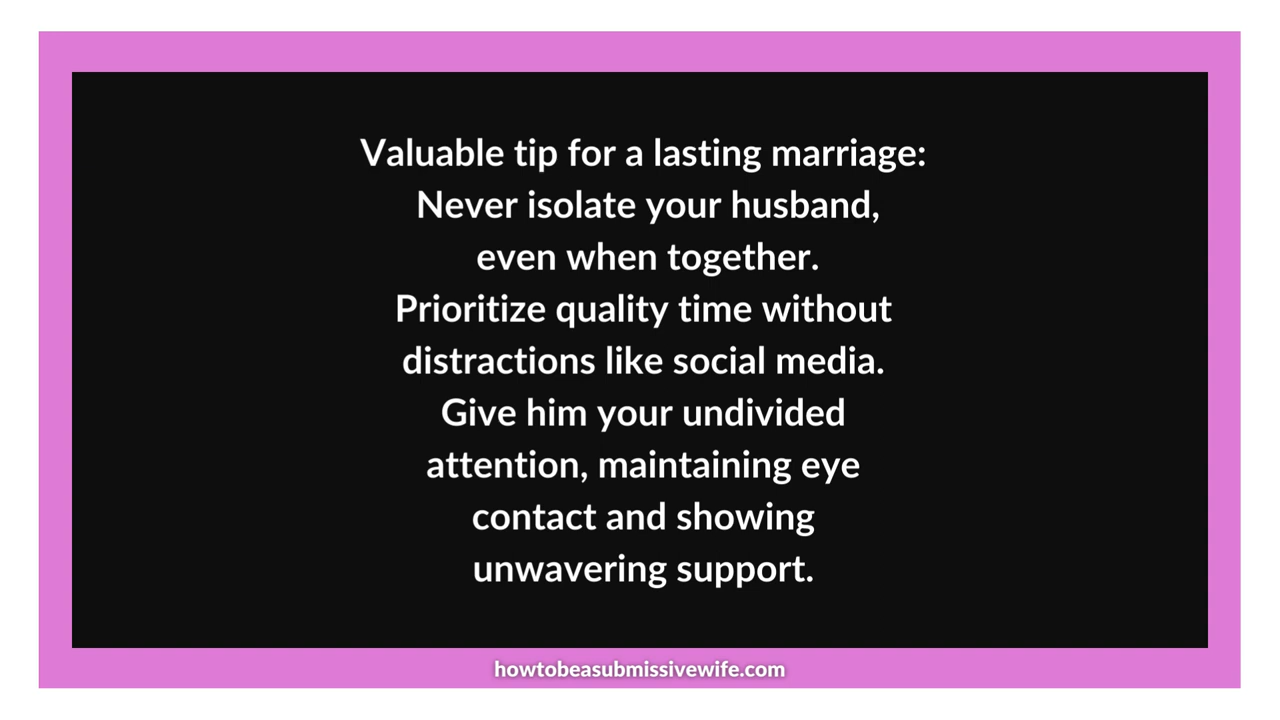 Valuable tip for a lasting marriage:
Never isolate your husband,
even when together.
Prioritize quality time without
distractions like social media.
Give him your undivided
attention, maintaining eye
contact and showing
unwavering support.
howtobeasubmissivewife.com